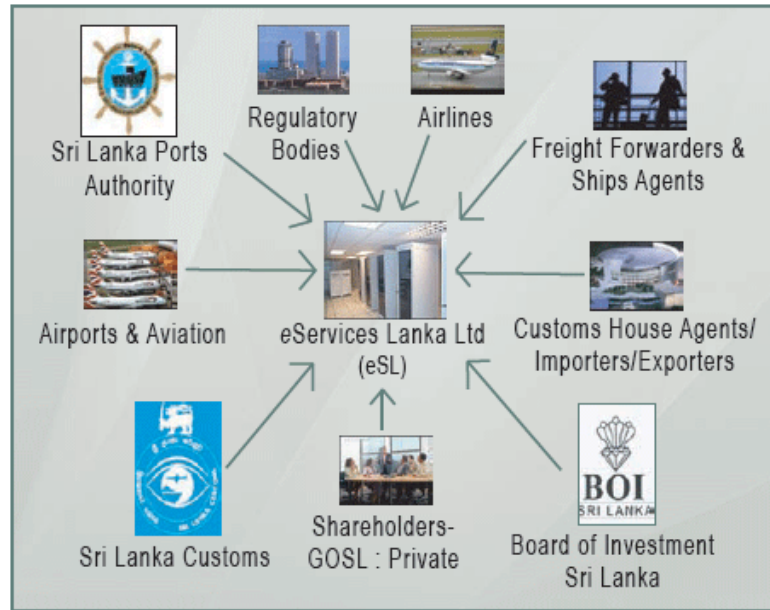 Sri Lanka Ports
Authority
Regulatory
Bodies
Airlines
Freight Forwarders &
Ships Agents
Airports & Aviation
eServices Lanka Ltd
(eSL)
Customs House Agents/
Importers/Exporters
Sri Lanka Customs
Shareholders-
GOSL : Private
BOI
SRI LANKA
Board of Investment
Sri Lanka